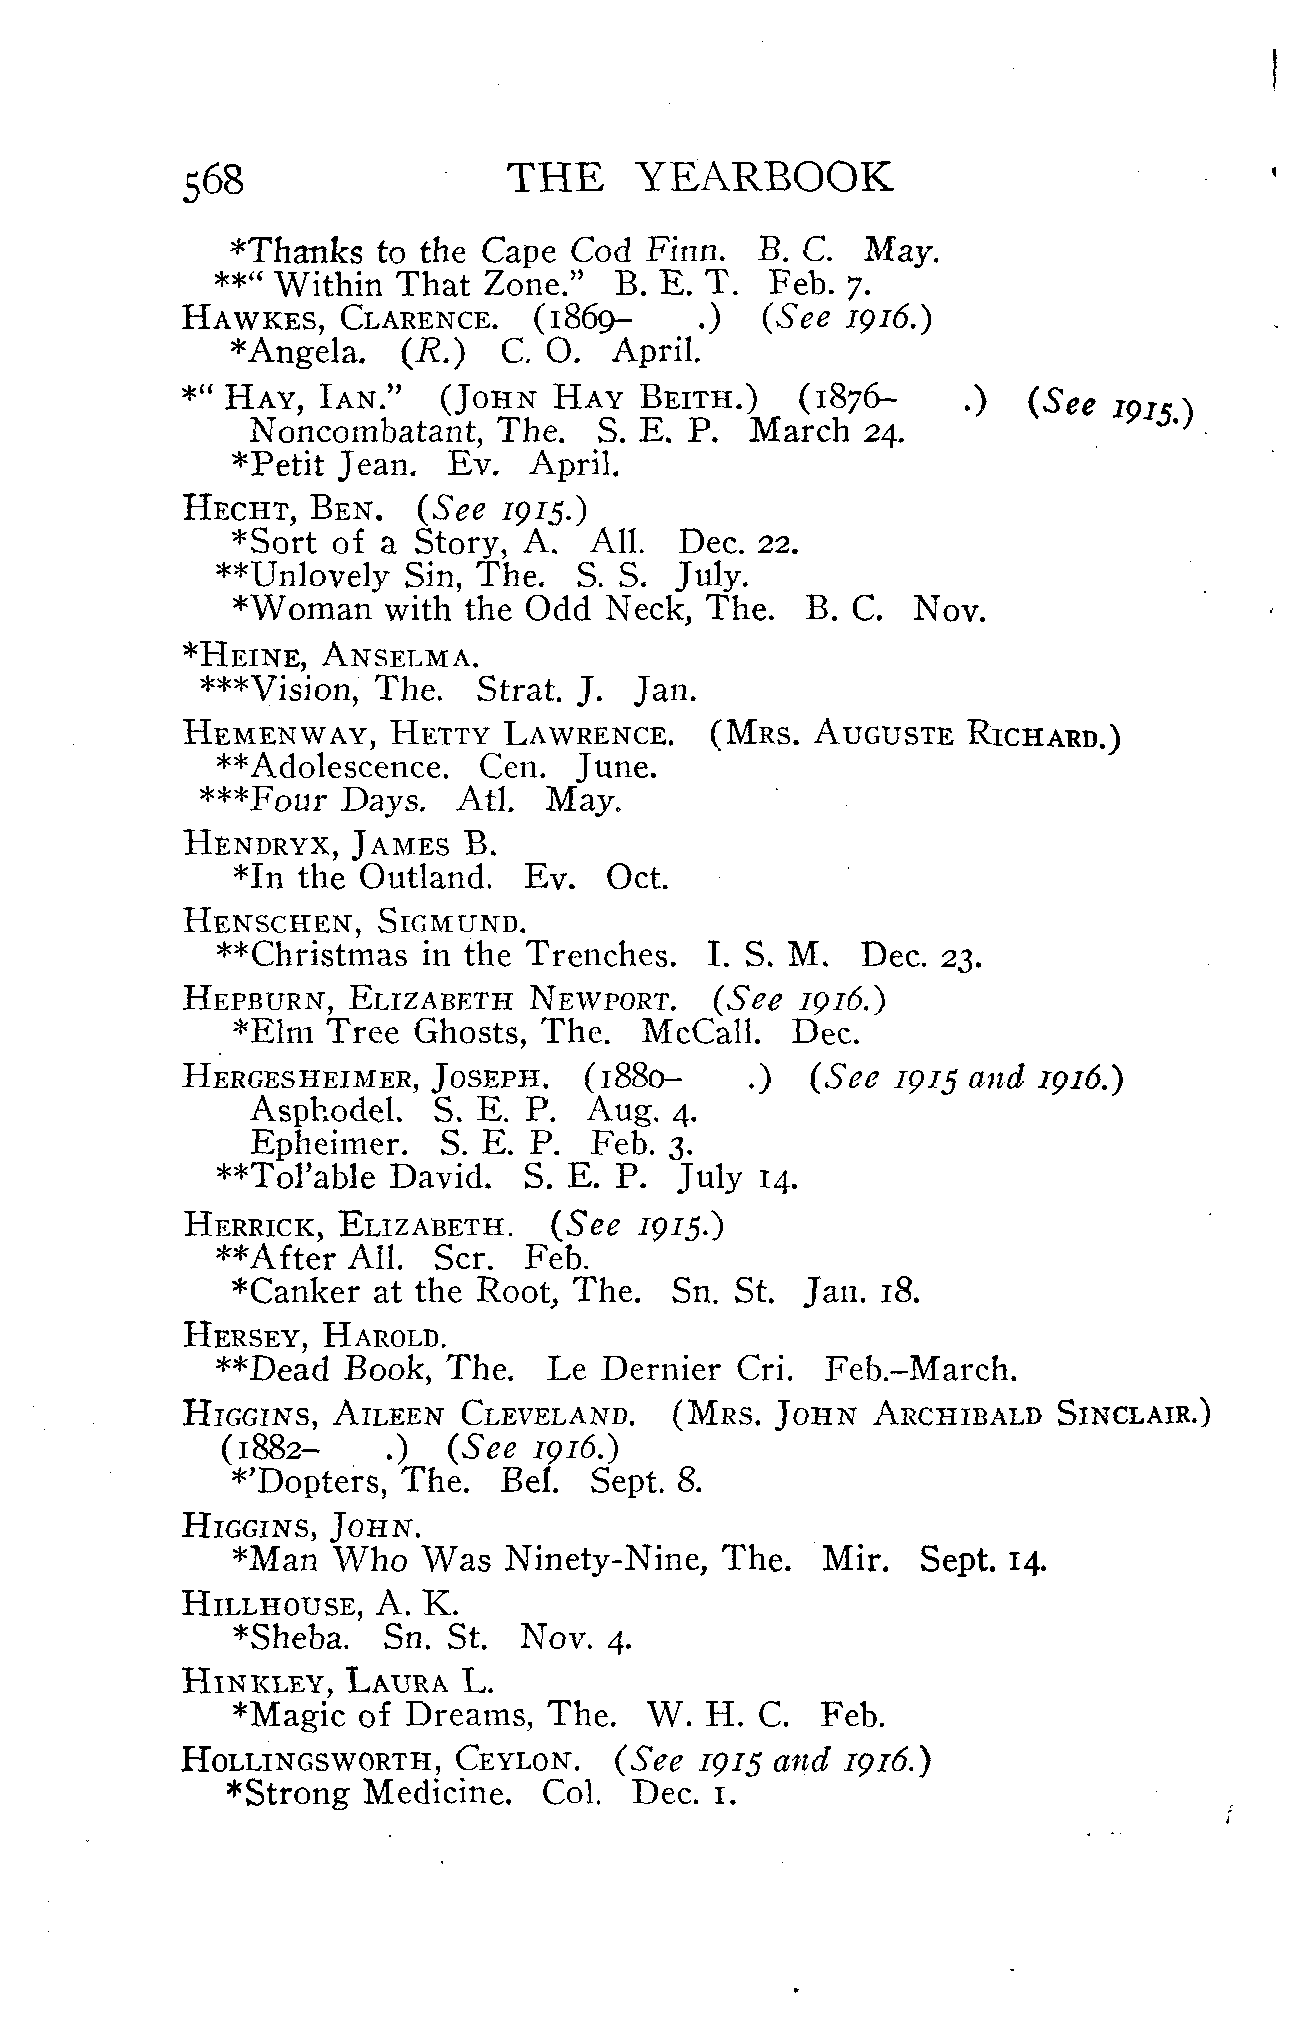 568 THE YEARBOOK
*Thanks to the Cape Cod Finn. B. C. May.
**“ Within That Zone.” B. E. T. Feb. 7.
HAWKES, CLARENCE. (1869– .) (See 1916.)
*Angela. (R.) C. O. April.
*“ HAY, IAN.” (JOHN HAY BEITH.) (1876– .) (See 1915.)
Noncombatant, The. S. E. P. March 24.
*Petit Jean. Ev. April.
HECHT, BEN. (See 1915.)
*Sort of a Story, A. All. Dec. 22.
**Unlovely Sin, The. S. S. July.
*Woman with the Odd Neck, The. B. C. Nov.
*HEINE, ANSELMA.
***Vision, The. Strat. J. Jan.
HEMENWAY, HETTY LAWRENCE. (MRS. AUGUSTE RICHARD.)
**Adolescence. Cen. June.
***Four Days. Atl. May.
HENDRYX, JAMES B.
*In the Outland. Ev. Oct.
HENSCHEN, SIGMUND.
**Christmas in the Trenches. I. S. M. Dec. 23.
HEPBURN, ELIZABETH NEWPORT. (See 1916.)
*Elm Tree Ghosts, The. McCall. Dec.
HERGESHEIMER, JOSEPH. (1880– .) (See 1915 and 1916.)
Asphodel. S. E. P. Aug. 4.
Epheimer. S. E. P. Feb. 3.
**Tol’able David. S. E. P. July 14.
HERRICK, ELIZABETH. (See 1915.)
**After All. Scr. Feb.
*Canker at the Root, The. Sn. St. Jan. 18.
HERSEY, HAROLD.
**Dead Book, The. Le Dernier Cri. Feb.–March.
HIGGINS, AILEEN CLEVELAND. (MRS. JOHN ARCHIBALD SINCLAIR.)
(1882– .) (See 1916.)
*’Dopters, The. Bel. Sept. 8.
HIGGINS, JOHN.
*Man Who Was Ninety-Nine, The. Mir. Sept. 14.
HILLHOUSE, A. K.
*Sheba. Sn. St. Nov. 4.
HINKLEY, LAURA L.
*Magic of Dreams, The. W. H. C. Feb.
HOLLINGSWORTH, CEYLON. (See 1915 and 1916.)
*Strong Medicine. Col. Dec. 1.